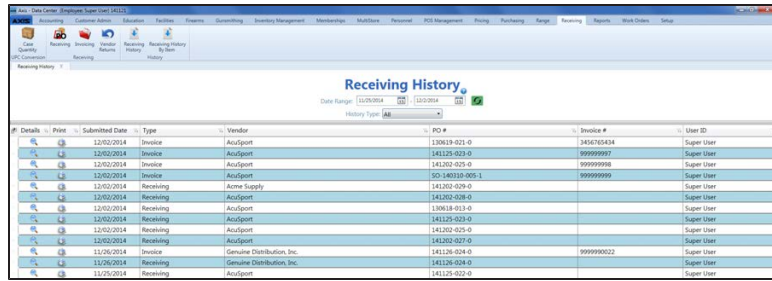 Axis : Data Center [Employee: Super User] 141125
AXIS Accounting Customer Admin Education Facilities Firearms Gunsmithing Inventory Management Memberships MultiStore Personnel POS Management Pricing Purchasing Range Receiving Reports Work Orders Setup
Case Quantity Receiving Invoicing Vendor Returns Receiving History Receiving History By Item
UPC Conversion Receiving History
Receiving History
Receiving History
Date Range: 11/25/2014 - 12/2/2014
History Type: All
Details Print Submitted Date Type Vendor PO # Invoice # User ID
12/02/2014 Invoice AcuSport 130619-021-0 3456765434 Super User
12/02/2014 Invoice AcuSport 141125-023-0 999999997 Super User
12/02/2014 Invoice AcuSport 141202-025-0 999999998 Super User
12/02/2014 Invoice AcuSport SO-140310-005-1 999999999 Super User
12/02/2014 Receiving Acme Supply 141202-029-0 Super User
12/02/2014 Receiving AcuSport 141202-028-0 Super User
12/02/2014 Receiving AcuSport 130618-013-0 Super User
12/02/2014 Receiving AcuSport 141125-023-0 Super User
12/02/2014 Receiving AcuSport 141202-025-0 Super User
12/02/2014 Receiving AcuSport 141202-027-0 Super User
11/26/2014 Invoice Genuine Distribution, Inc. 141126-024-0 9999990022 Super User
11/26/2014 Receiving Genuine Distribution, Inc. 141126-024-0 Super User
11/25/2014 Receiving AcuSport 141125-022-0 Super User